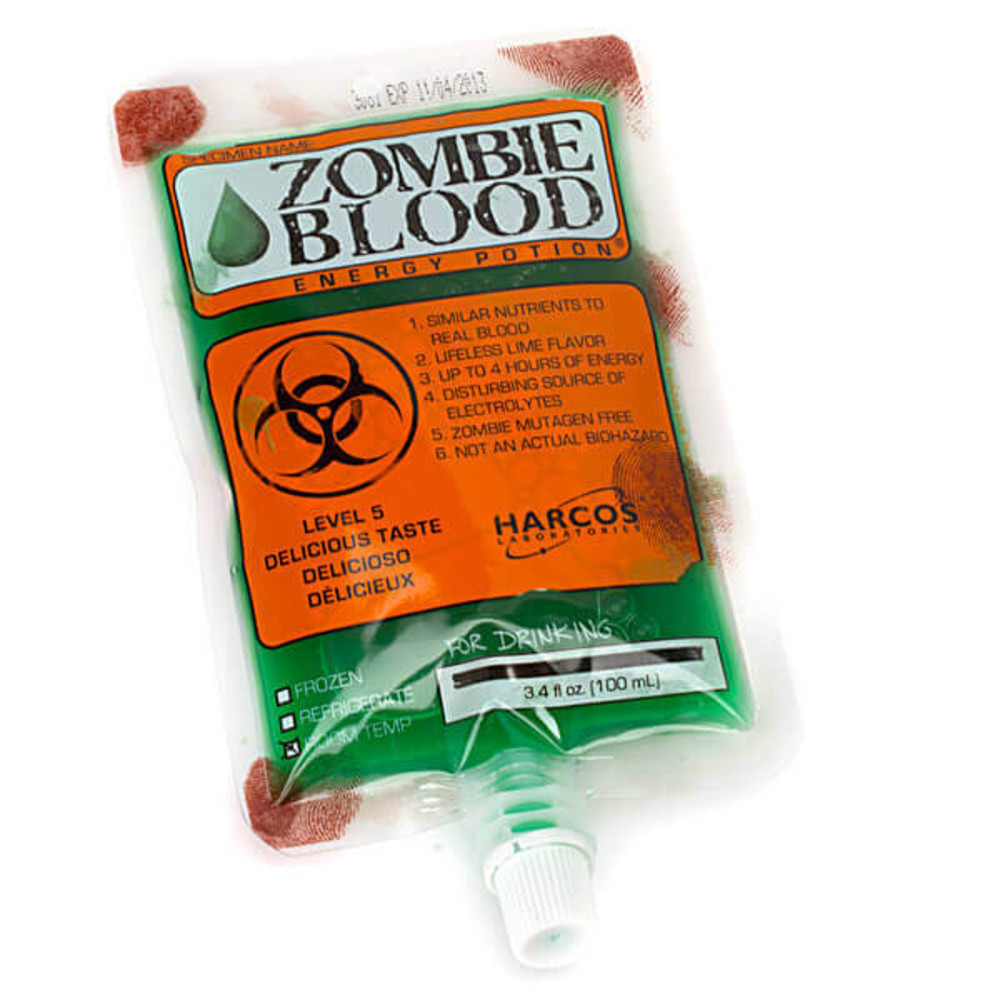 EXP 11/04/2013
SPECIMEN NAME
ZOMBIE
BLOOD
ENERGY POTION®
1. SIMILAR NUTRIENTS TO
REAL BLOOD
2. LIFELESS LIME FLAVOR
3. UP TO 4 HOURS OF ENERGY
4. DISTURBING SOURCE OF
ELECTROLYTES
5. ZOMBIE MUTAGEN FREE
6. NOT AN ACTUAL BIOHAZARD
LEVEL 5
DELICIOUS TASTE
DELICIOSO
DÉLICIEUX
HARCOS
LABORATORIES
FOR DRINKING
3.4 fl oz. (100 mL)
FROZEN
REFRIGERATE
ROOM TEMP